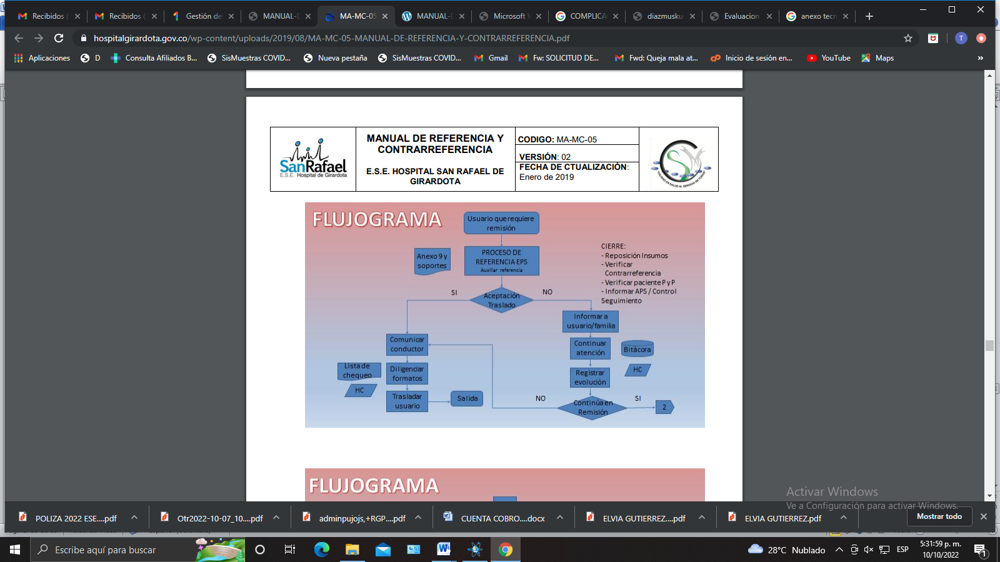 Recibidos
Recibidos
Gestión de
MANUAL-D
MA-MC-05
MANUAL-D
Microsoft W
COMPLICA
diazmusku
Evaluacion
anexo tecn
hospitalgirardota.gov.co/wp-content/uploads/2019/08/MA-MC-05-MANUAL-DE-REFERENCIA-Y-CONTRARREFERENCIA.pdf
T
Aplicaciones
D
Consulta Afiliados B...
SisMuestras COVID...
Nueva pestaña
SisMuestras COVID...
Gmail
Fw: SOLICITUD DE...
Fwd: Queja mala at...
Inicio de sesión en...
YouTube
Maps
»
SanRafael
E.S.E. Hospital de Girardota
MANUAL DE REFERENCIA Y
CONTRARREFERENCIA
E.S.E. HOSPITAL SAN RAFAEL DE
GIRARDOTA
CODIGO: MA-MC-05
VERSIÓN: 02
FECHA DE CTUALIZACIÓN:
Enero de 2019
"CALIDAD EN SALUD AL SERVICIO DE TODOS"
FLUJOGRAMA
Usuario que requiere
remisión
Anexo 9 y
soportes
PROCESO DE
REFERENCIA EPS
Auxiliar referencia
CIERRE:
- Reposición Insumos
- Verificar
Contrarreferencia
- Verificar paciente P y P
- Informar APS / Control
Seguimiento
SI
Aceptación
Traslado
NO
Informar a
usuario/familia
Comunicar
conductor
Continuar
atención
Bitácora
Lista de
chequeo
Diligenciar
formatos
Registrar
evolución
HC
HC
Trasladar
usuario
Salida
NO
Continúa en
Remisión
SI
2
FLUJOGRAMA
Activar Windows
Ve a Configuración para activar Windows.
POLIZA 2022 ESE....pdf
Otr2022-10-07_10....pdf
adminpujojs,+RGP....pdf
CUENTA COBRO....docx
ELVIA GUTIERREZ....pdf
ELVIA GUTIERREZ.pdf
Mostrar todo
Escribe aquí para buscar
28°C Nublado
ESP
5:31:59 p. m.
10/10/2022
1